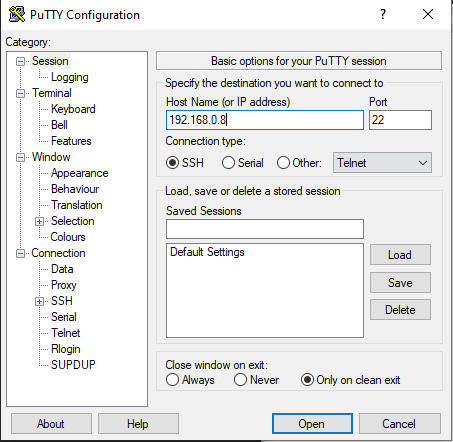 PuTTY Configuration
?
Category:
Session
Logging
Terminal
Keyboard
Bell
Features
Window
Appearance
Behaviour
Translation
Selection
Colours
Connection
Data
Proxy
SSH
Serial
Telnet
Rlogin
SUPDUP
Basic options for your PuTTY session
Specify the destination you want to connect to
Host Name (or IP address) Port
192.168.0.8 22
Connection type:
SSH Serial Other: Telnet
Load, save or delete a stored session
Saved Sessions
Default Settings
Load
Save
Delete
Close window on exit:
Always Never Only on clean exit
About Help Open Cancel